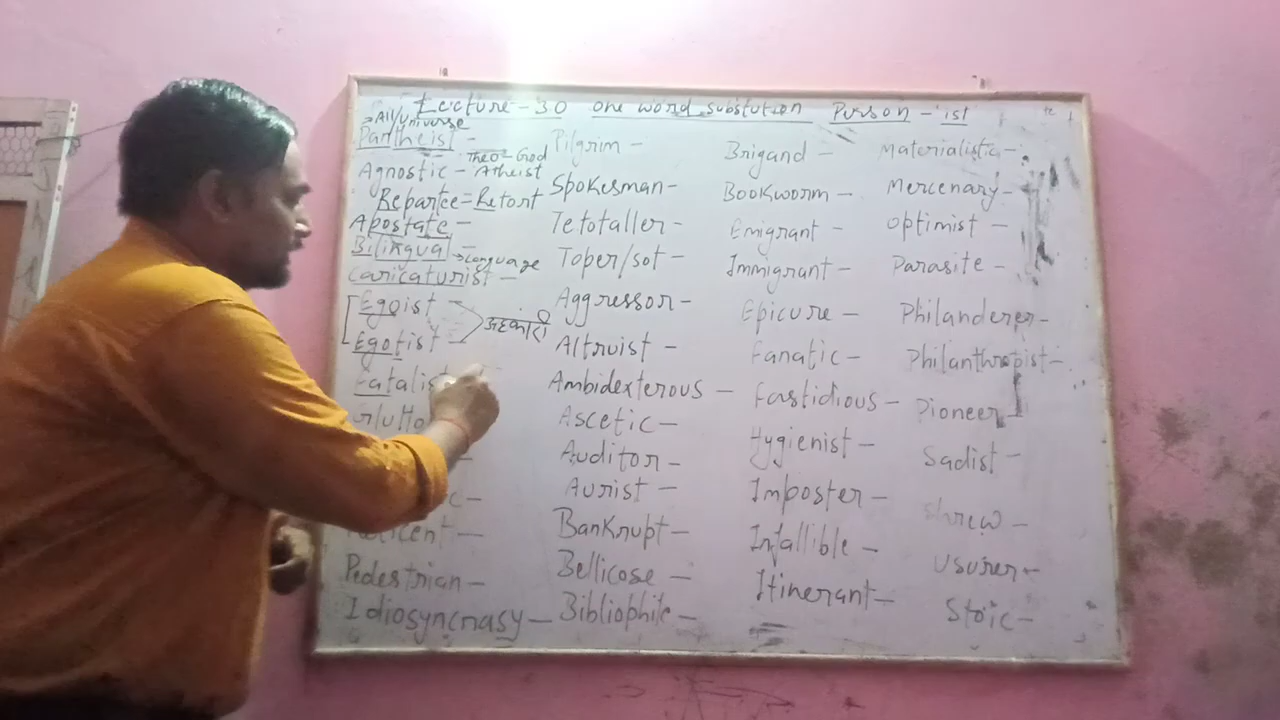 Lecture - 30 one word substution Person - ist
→ All/universe
Pantheist -
Theo - God
Agnostic - Atheist
Repartee = Retort
Apostate -
Bilingual - → Language
Caricaturist -
Egoist -
Egotist - अहंकारी
Fatalist
Pedestrian -
Idiosyncrasy -
Pilgrim -
Spokesman -
Tetotaller -
Toper/sot -
Aggressor -
Altruist -
Ambidexterous -
Ascetic -
Auditor -
Aurist -
Bankrupt -
Bellicose -
Bibliophile -
Brigand -
Bookworm -
Emigrant -
Immigrant -
Epicure -
Fanatic -
Fastidious -
Hygienist -
Imposter -
Infallible -
Itinerant -
Materialistic -
Mercenary -
Optimist -
Parasite -
Philanderer -
Philanthropist -
Pioneer -
Sadist -
Shrew -
Usurer -
Stoic -